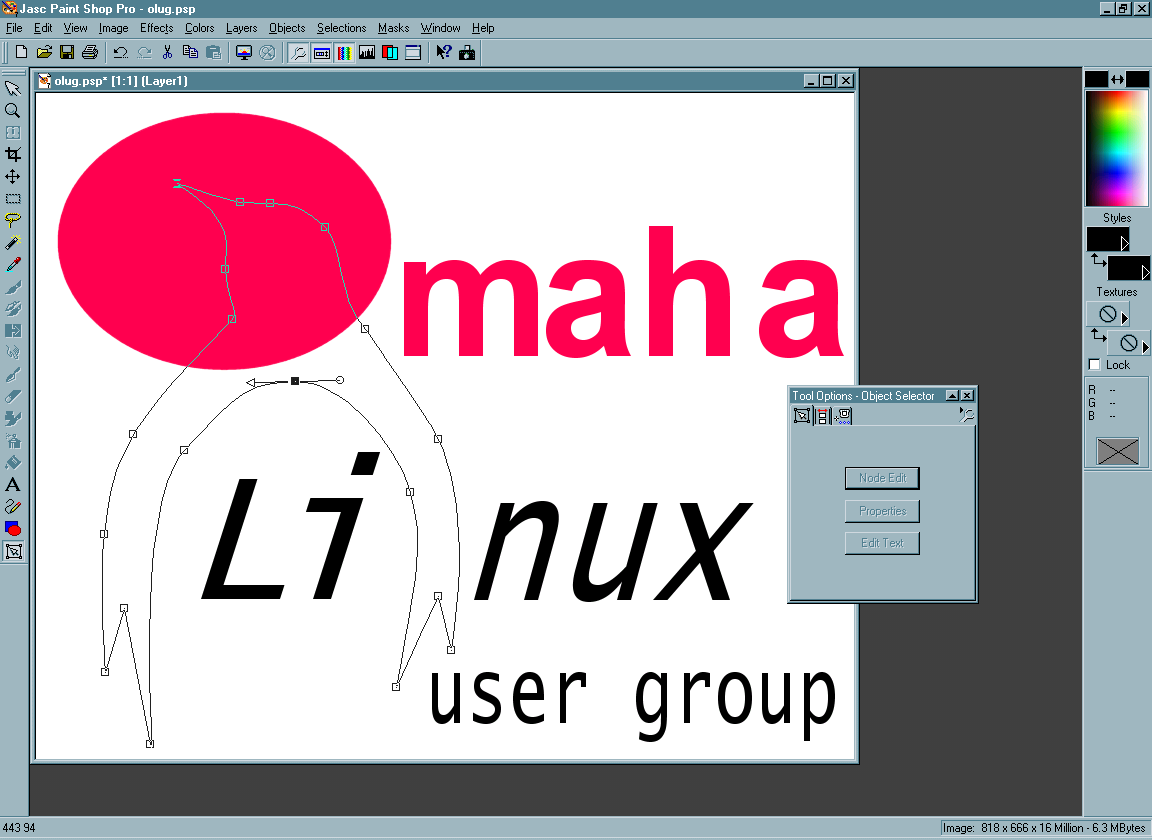 Jasc Paint Shop Pro - olug.psp
File Edit View Image Effects Colors Layers Objects Selections Masks Window Help
olug.psp* [1:1] (Layer1)
maha
Linux
user group
Tool Options - Object Selector
Node Edit
Properties
Edit Text
Styles
Textures
Lock
R --
G --
B --
443 94
Image: 818 x 666 x 16 Million - 6.3 MBytes